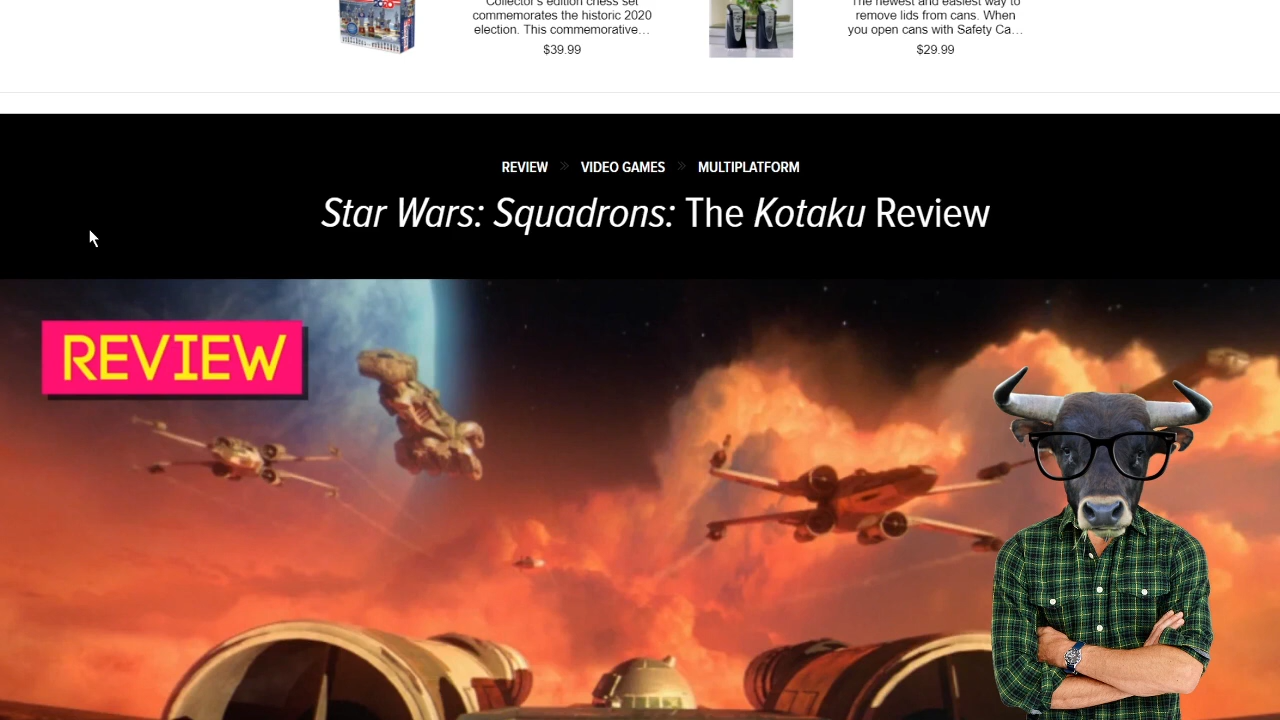 Collector's edition chess set
commemorates the historic 2020
election. This commemorative…
$39.99
The newest and easiest way to
remove lids from cans. When
you open cans with Safety Ca…
$29.99
REVIEW » VIDEO GAMES » MULTIPLATFORM
Star Wars: Squadrons: The Kotaku Review
REVIEW